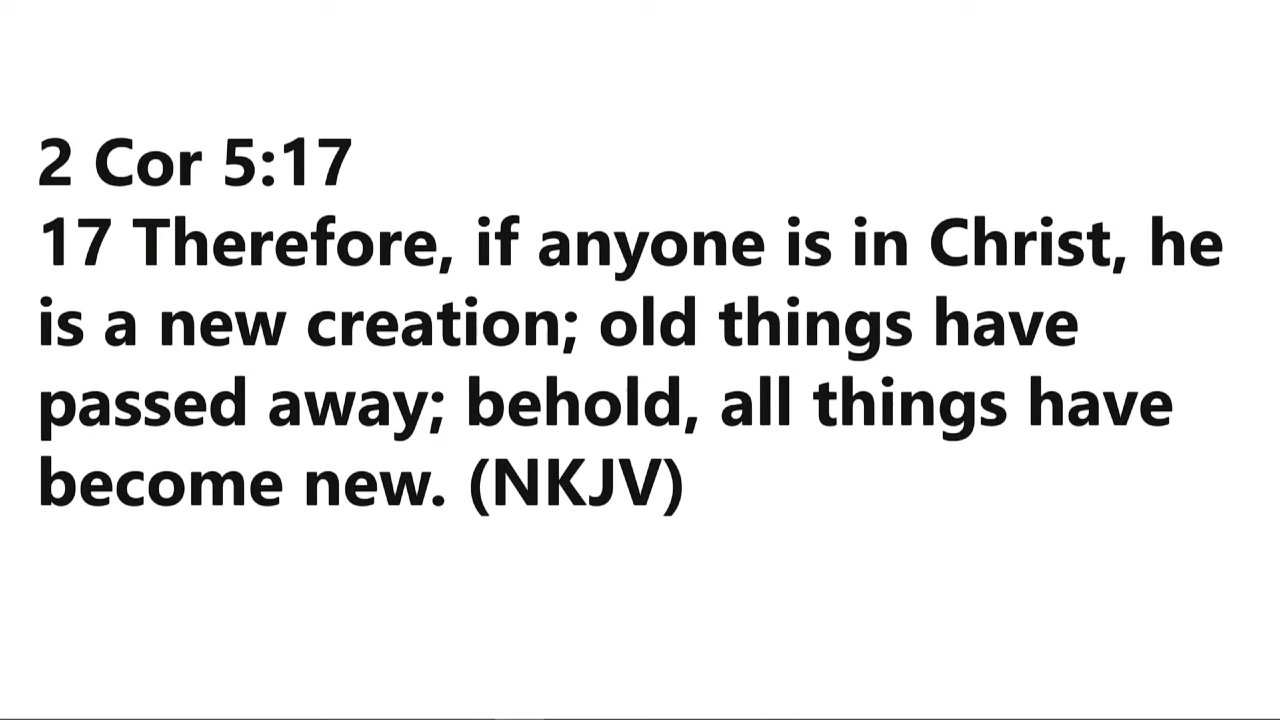 2 Cor 5:17
17 Therefore, if anyone is in Christ, he
is a new creation; old things have
passed away; behold, all things have
become new. (NKJV)